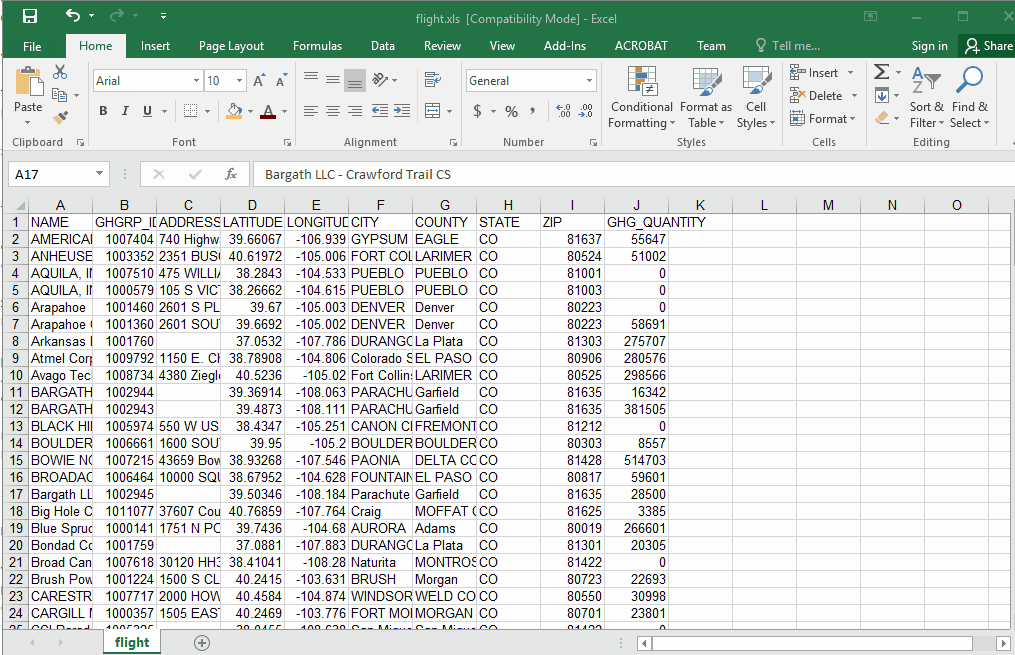 flight.xls [Compatibility Mode] - Excel
File Home Insert Page Layout Formulas Data Review View Add-Ins ACROBAT Team Tell me... Sign in Share
Paste Arial 10 A A General Conditional Formatting Format as Table Cell Styles Insert Delete Format Sort & Filter Find & Select
B I U A $ % ,
Clipboard Font Alignment Number Styles Cells Editing
A17 fx Bargath LLC - Crawford Trail CS
A B C D E F G H I J K L M N O
1 NAME GHGRP_ID ADDRESS LATITUDE LONGITUD CITY COUNTY STATE ZIP GHG_QUANTITY
2 AMERICAN 1007404 740 Highwa 39.66067 -106.939 GYPSUM EAGLE CO 81637 55647
3 ANHEUSE 1003352 2351 BUSC 40.61972 -105.006 FORT COL LARIMER CO 80524 51002
4 AQUILA, IN 1007510 475 WILLIA 38.2843 -104.533 PUEBLO PUEBLO CO 81001 0
5 AQUILA, IN 1000579 105 S VICT 38.26662 -104.615 PUEBLO PUEBLO CO 81003 0
6 Arapahoe 1001460 2601 S PL 39.67 -105.003 DENVER Denver CO 80223 0
7 Arapahoe C 1001360 2601 SOUT 39.6692 -105.002 DENVER Denver CO 80223 58691
8 Arkansas L 1001760 37.0532 -107.786 DURANGO La Plata CO 81303 275707
9 Atmel Corp 1009792 1150 E. Ch 38.78908 -104.806 Colorado S EL PASO CO 80906 280576
10 Avago Tec 1008734 4380 Ziegle 40.5236 -105.02 Fort Collins LARIMER CO 80525 298566
11 BARGATH 1002944 39.36914 -108.063 PARACHU Garfield CO 81635 16342
12 BARGATH 1002943 39.4873 -108.111 PARACHU Garfield CO 81635 381505
13 BLACK HI 1005974 550 W US 38.4347 -105.251 CANON CI FREMONT CO 81212 0
14 BOULDER 1006661 1600 SOUT 39.95 -105.2 BOULDER BOULDER CO 80303 8557
15 BOWIE NO 1007215 43659 Bow 38.93268 -107.546 PAONIA DELTA CO CO 81428 514703
16 BROADAC 1006464 10000 SQU 38.67952 -104.628 FOUNTAIN EL PASO CO 80817 59601
17 Bargath LL 1002945 39.50346 -108.184 Parachute Garfield CO 81635 28500
18 Big Hole C 1011077 37607 Cou 40.76859 -107.764 Craig MOFFAT C CO 81625 3385
19 Blue Spruc 1000141 1751 N PO 39.7436 -104.68 AURORA Adams CO 80019 266601
20 Bondad Co 1001759 37.0881 -107.883 DURANGO La Plata CO 81301 20305
21 Broad Can 1007618 30120 HH3 38.41041 -108.28 Naturita MONTROS CO 81422 0
22 Brush Pow 1001224 1500 S CL 40.2415 -103.631 BRUSH Morgan CO 80723 22693
23 CARESTR 1007717 2000 HOW 40.4584 -104.874 WINDSOR WELD CO CO 80550 30998
24 CARGILL M 1000357 1505 EAST 40.2469 -103.776 FORT MOR MORGAN CO 80701 23801
flight